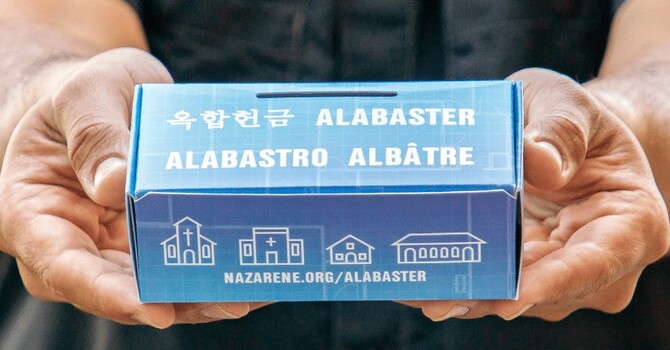 옥합헌금 ALABASTER
ALABASTRO ALBÂTRE
NAZARENE.ORG/ALABASTER